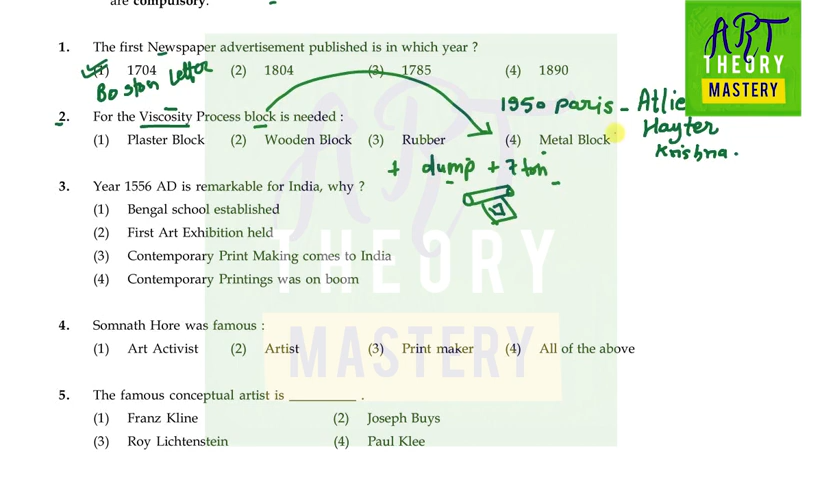 are compulsory.
1. The first Newspaper advertisement published is in which year ?
(1) 1704 (2) 1804 (3) 1785 (4) 1890
Boston Letter
1950 paris - Atlie
Hayter
Krishna.
2. For the Viscosity Process block is needed :
(1) Plaster Block (2) Wooden Block (3) Rubber (4) Metal Block
+ dump + 7 ton
3. Year 1556 AD is remarkable for India, why ?
(1) Bengal school established
(2) First Art Exhibition held
(3) Contemporary Print Making comes to India
(4) Contemporary Printings was on boom
4. Somnath Hore was famous :
(1) Art Activist (2) Artist (3) Print maker (4) All of the above
5. The famous conceptual artist is ________ .
(1) Franz Kline (2) Joseph Buys
(3) Roy Lichtenstein (4) Paul Klee
ART
THEORY
MASTERY
ART
THEORY
MASTERY